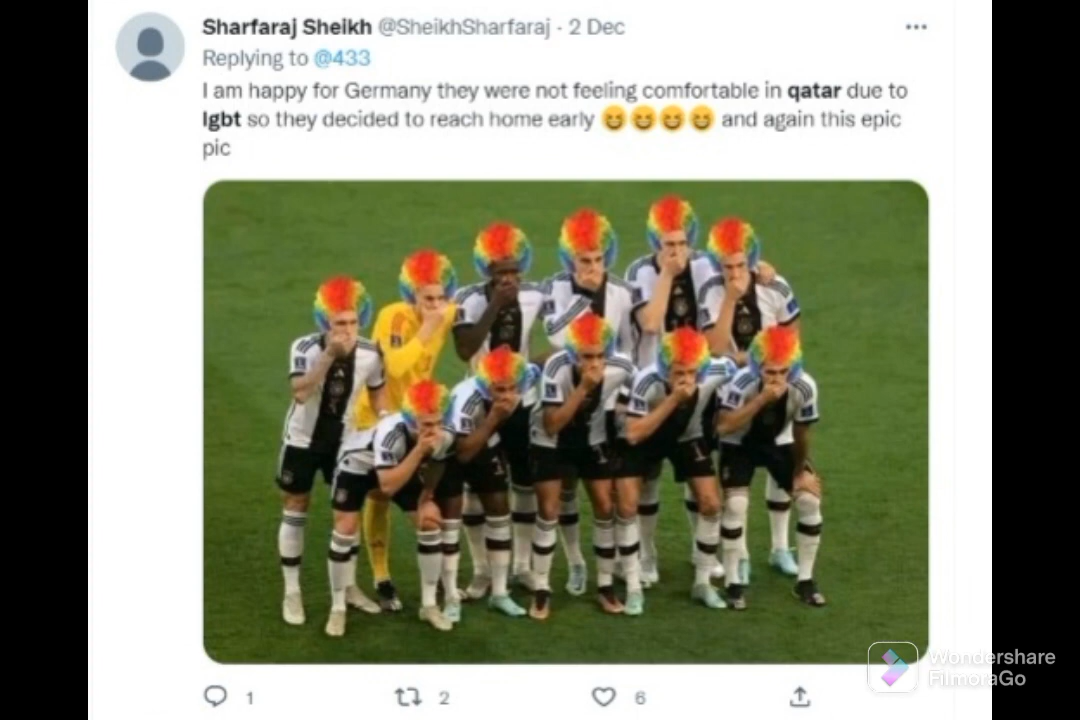 Sharfaraj Sheikh @SheikhSharfaraj · 2 Dec
Replying to @433
I am happy for Germany they were not feeling comfortable in qatar due to
lgbt so they decided to reach home early 😆😆😆😆 and again this epic
pic
1 2 6
Wondershare
FilmoraGo